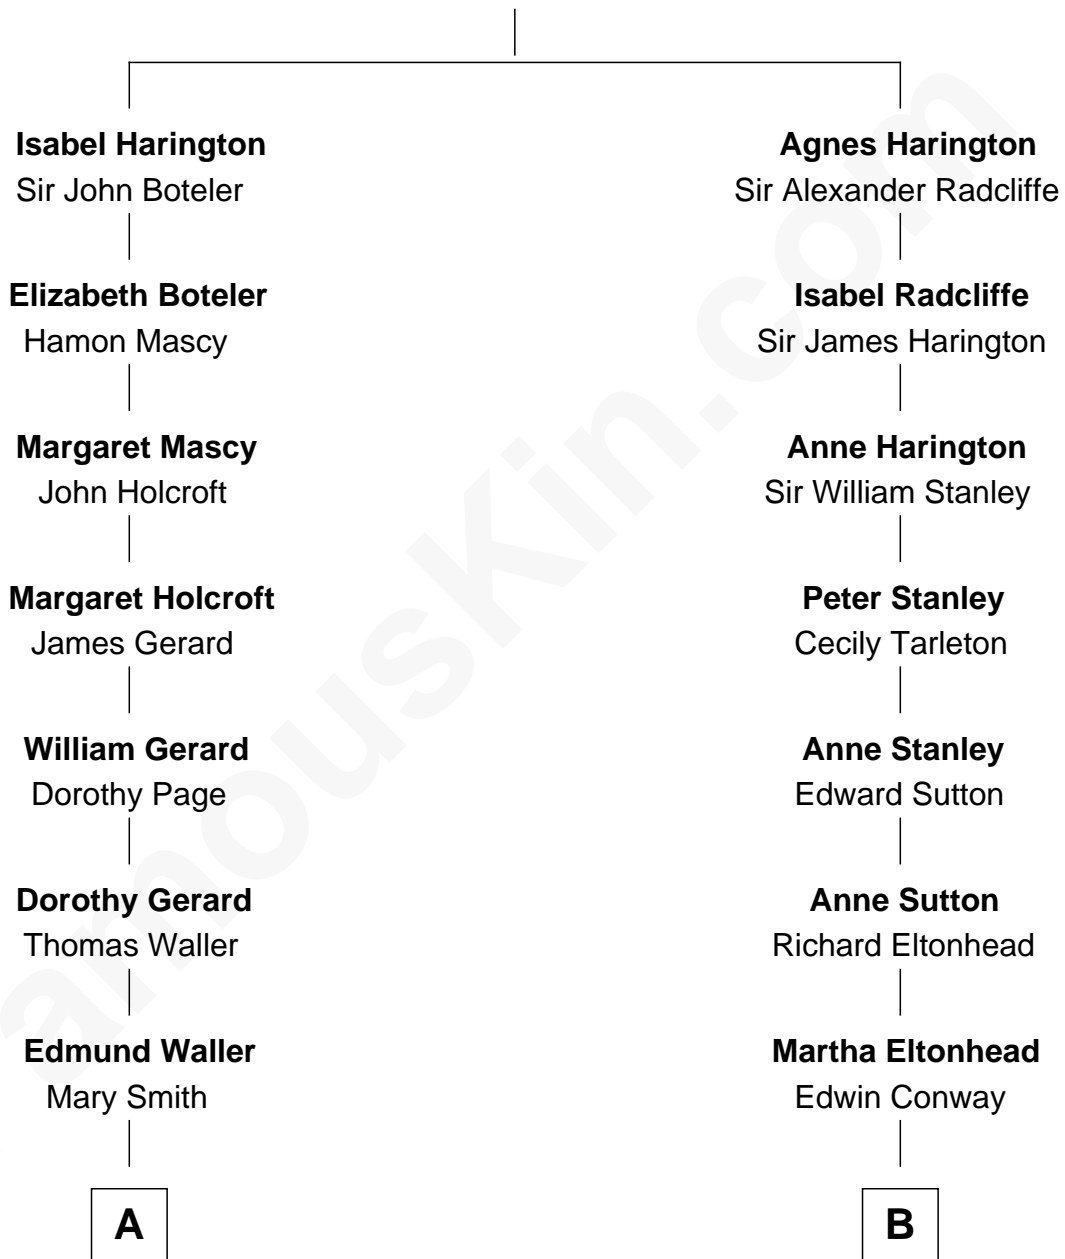 Isabel Harington
Sir John Boteler
Elizabeth Boteler
Hamon Mascy
Margaret Mascy
John Holcroft
Margaret Holcroft
James Gerard
William Gerard
Dorothy Page
Dorothy Gerard
Thomas Waller
Edmund Waller
Mary Smith
A
Agnes Harington
Sir Alexander Radcliffe
Isabel Radcliffe
Sir James Harington
Anne Harington
Sir William Stanley
Peter Stanley
Cecily Tarleton
Anne Stanley
Edward Sutton
Anne Sutton
Richard Eltonhead
Martha Eltonhead
Edwin Conway
B
amouskin.com